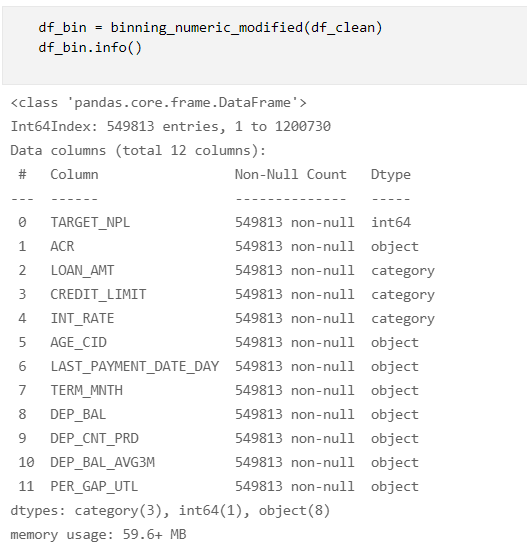 df_bin = binning_numeric_modified(df_clean)
df_bin.info()
<class 'pandas.core.frame.DataFrame'>
Int64Index: 549813 entries, 1 to 1200730
Data columns (total 12 columns):
 #   Column                 Non-Null Count   Dtype
---  ------                 --------------   -----
 0   TARGET_NPL             549813 non-null  int64
 1   ACR                    549813 non-null  object
 2   LOAN_AMT               549813 non-null  category
 3   CREDIT_LIMIT           549813 non-null  category
 4   INT_RATE               549813 non-null  category
 5   AGE_CID                549813 non-null  object
 6   LAST_PAYMENT_DATE_DAY  549813 non-null  object
 7   TERM_MNTH              549813 non-null  object
 8   DEP_BAL                549813 non-null  object
 9   DEP_CNT_PRD            549813 non-null  object
 10  DEP_BAL_AVG3M          549813 non-null  object
 11  PER_GAP_UTL            549813 non-null  object
dtypes: category(3), int64(1), object(8)
memory usage: 59.6+ MB